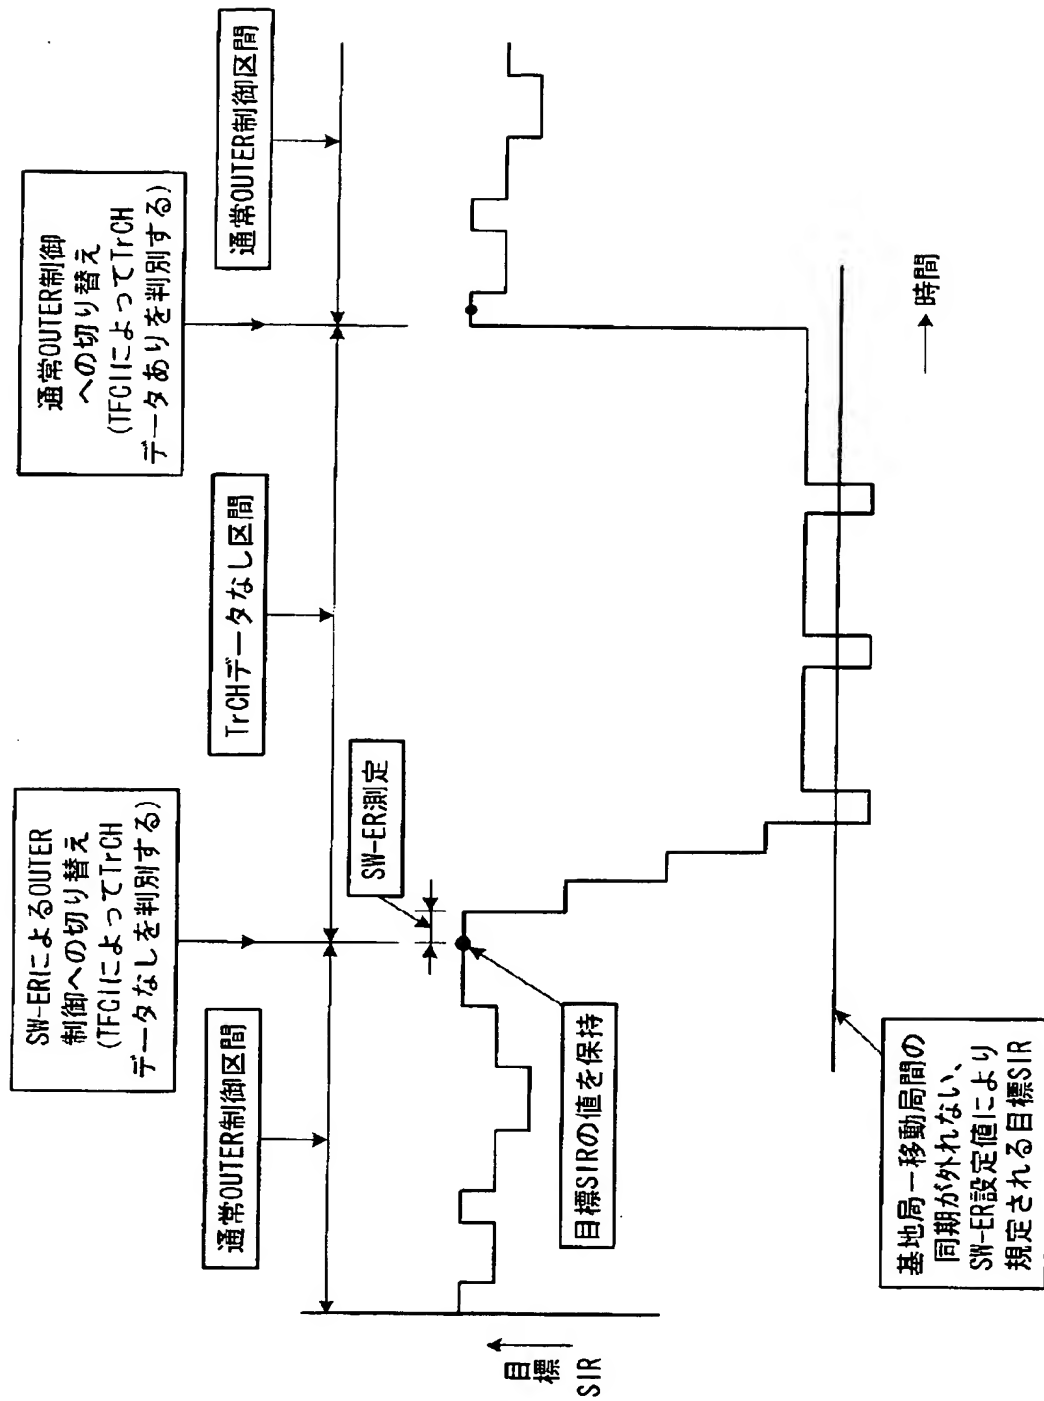 SW-ERによるOUTER
制御への切り替え
(TFCIによってTrCH
データなしを判別する)
通常OUTER制御
への切り替え
(TFCIによってTrCH
データありを判別する)
通常OUTER制御区間
TrCHデータなし区間
通常OUTER制御区間
SW-ER測定
目標
SIR
目標SIRの値を保持
時間
基地局ー移動局間の
同期が外れない、
SW-ER設定値により
規定される目標SIR